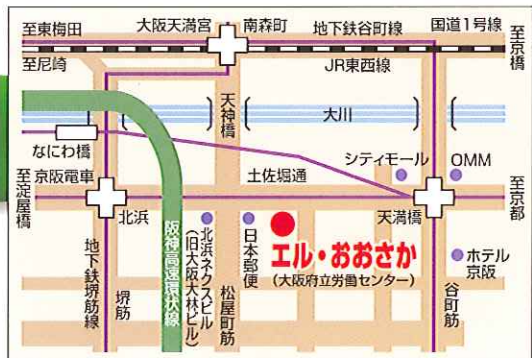 至東梅田
大阪天満宮
南森町
地下鉄谷町線
国道1号線
至京橋
至尼崎
JR東西線
天神橋
大川
なにわ橋
シティモール
OMM
至淀屋橋
京阪電車
土佐堀通
至京都
北浜
天満橋
エル・おおさか
(大阪府立労働センター)
ホテル
京阪
地下鉄堺筋線
堺筋
阪神高速環状線
北浜ネクスビル
(旧大阪大林ビル)
松屋町筋
日本郵便
谷町筋